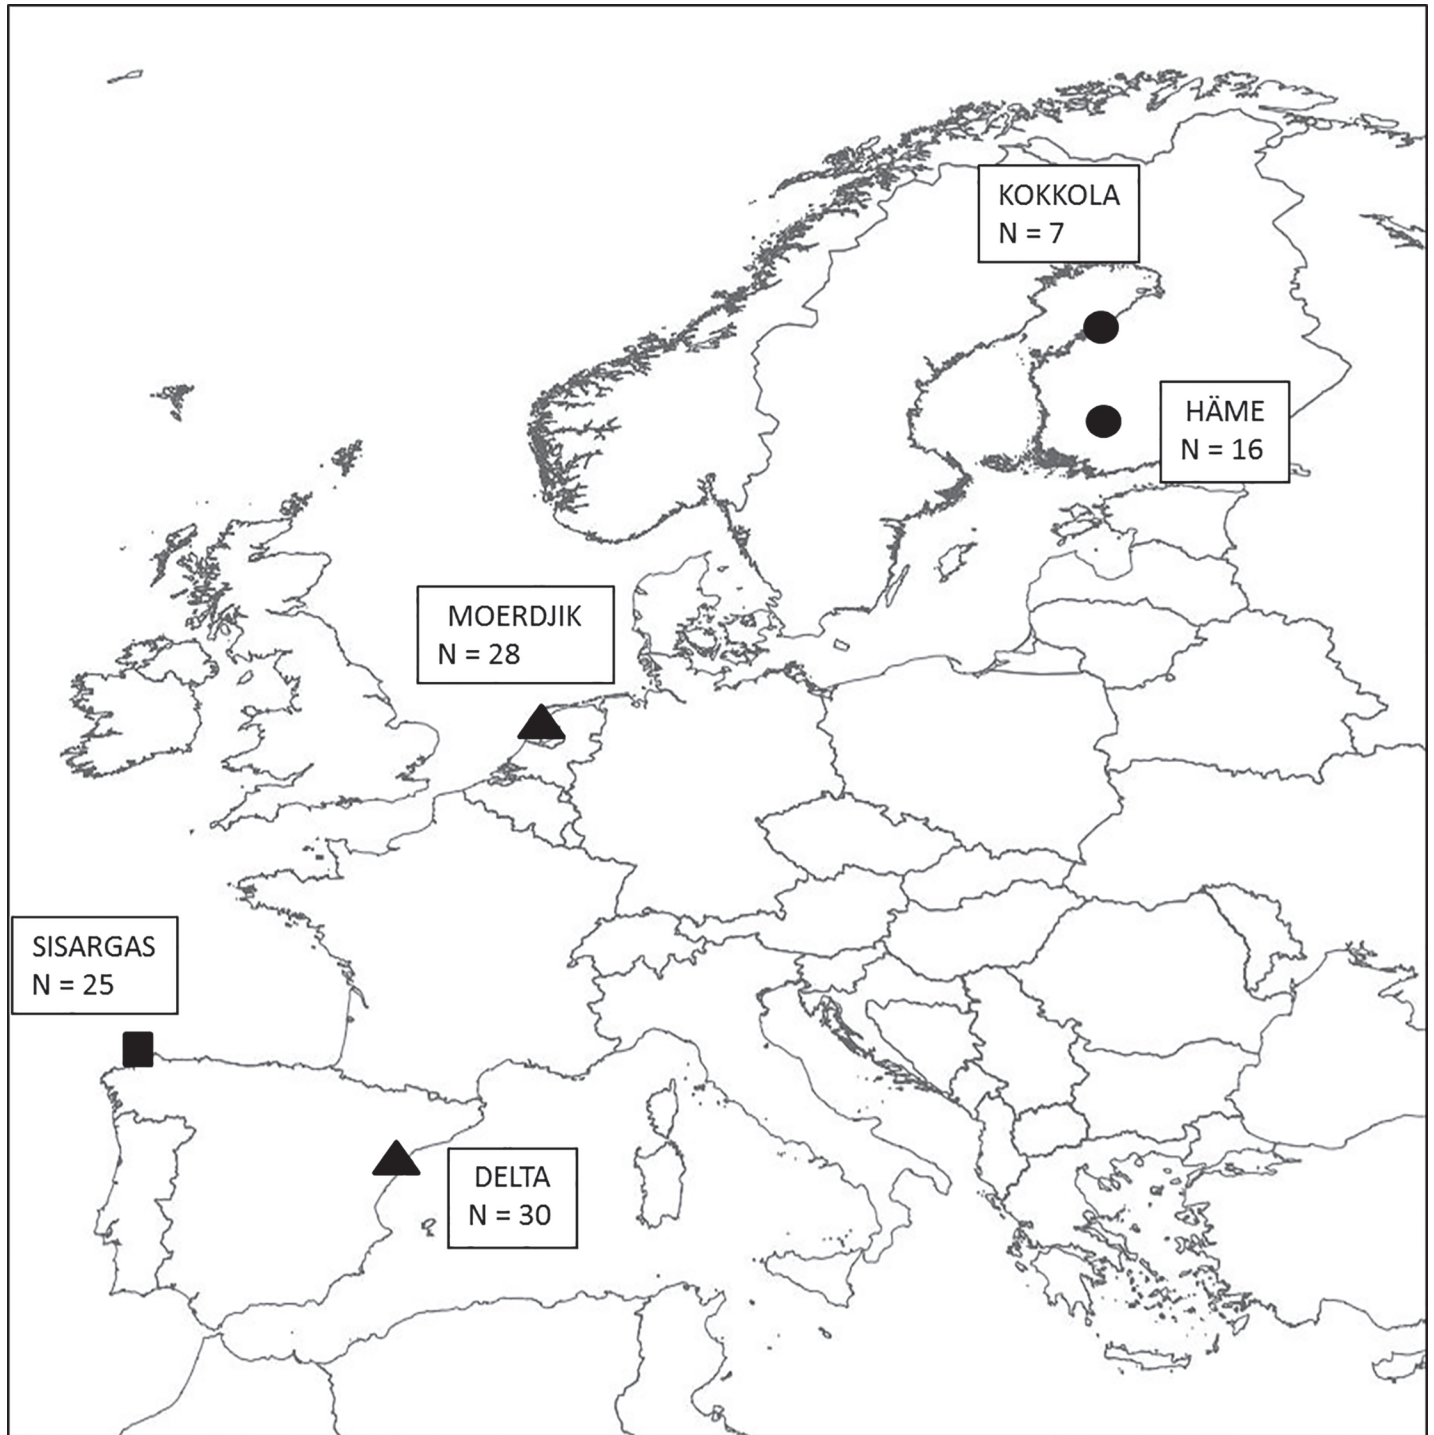 KOKKOLA
N = 7
HÄME
N = 16
MOERDJIK
N = 28
SISARGAS
N = 25
DELTA
N = 30